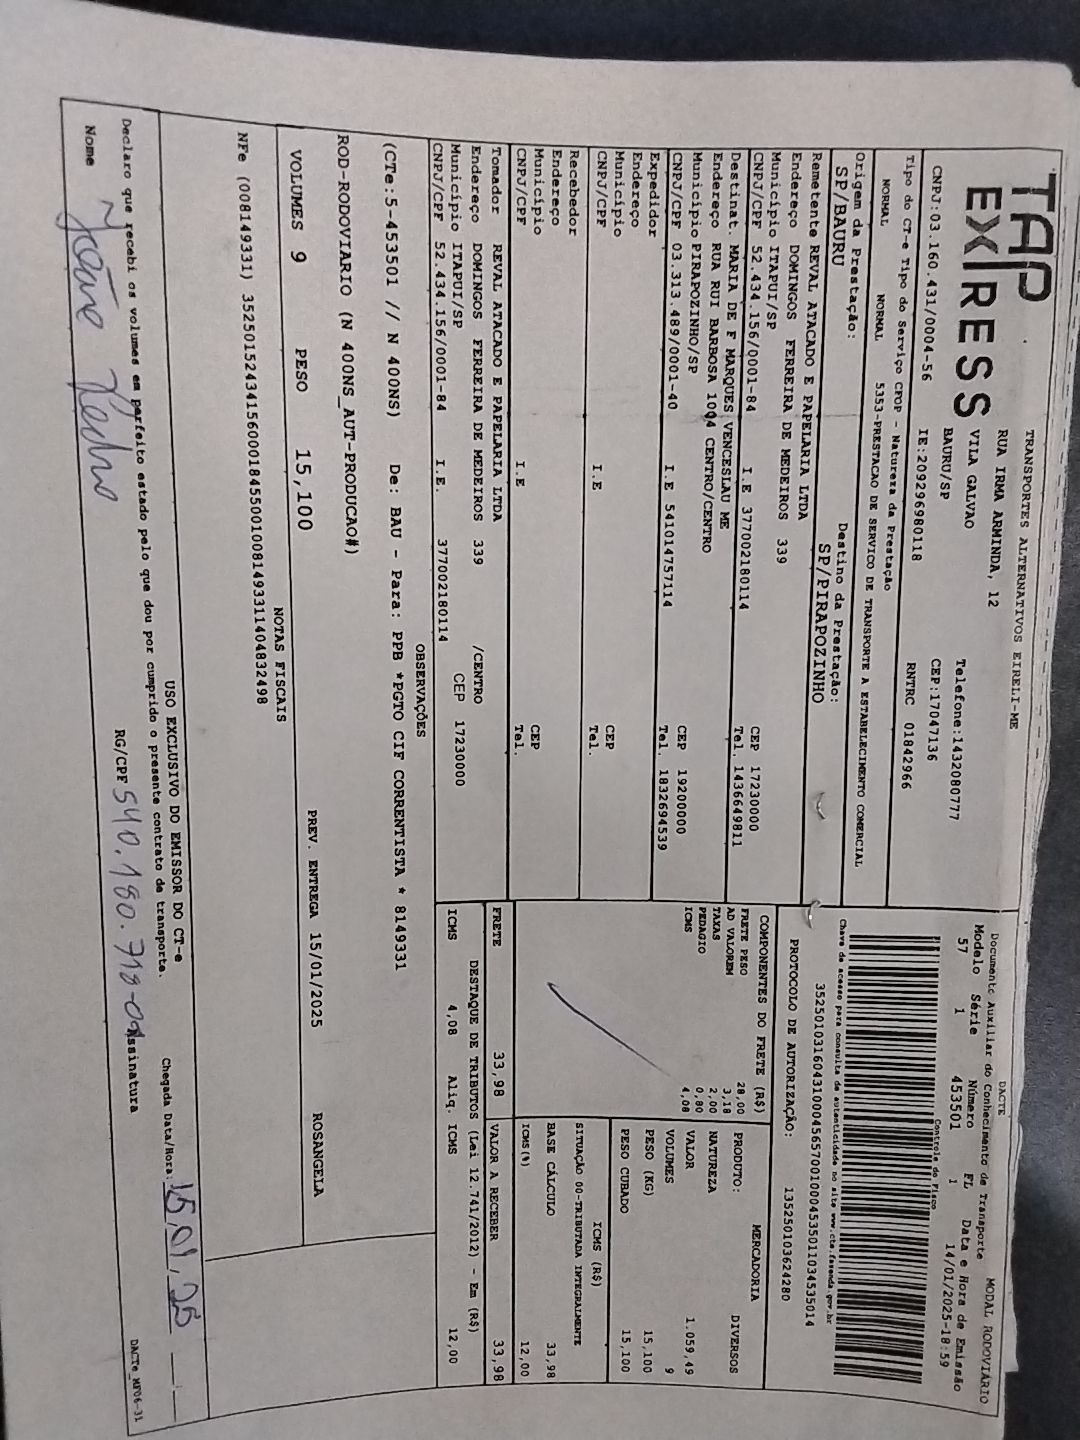 TAP
EXPRESS
TRANSPORTES ALTERNATIVOS EIRELI-ME
RUA IRMA ARMINDA, 12
VILA GALVAO
BAURU/SP
Telefone:1432080777
CEP:17047136
CNPJ:03.160.431/0004-56
IE:209296980118
RNTRC 01842966
DACTE
MODAL RODOVIÁRIO
Documento Auxiliar do Conhecimento de Transporte
Modelo Série Número FL Data e Hora de Emissão
57 1 453501 1 14/01/2025-18:59
Controle do Fisco
Chave de acesso para consulta de autenticidade no site www.cte.fazenda.gov.br
35250103160431000456570010004535011034535014
PROTOCOLO DE AUTORIZAÇÃO: 135250103624280
Tipo do CT-e Tipo do Serviço CFOP - Natureza da Prestação
NORMAL NORMAL 5353-PRESTACAO DE SERVICO DE TRANSPORTE A ESTABELECIMENTO COMERCIAL
Origem da Prestação: Destino da Prestação:
SP/BAURU SP/PIRAPOZINHO
Remetente REVAL ATACADO E PAPELARIA LTDA
Endereço DOMINGOS FERREIRA DE MEDEIROS 339
Município ITAPUI/SP CEP 17230000
CNPJ/CPF 52.434.156/0001-84 I.E 377002180114 Tel. 1436649811
Destinat. MARIA DE F MARQUES VENCESLAU ME
Endereço RUA RUI BARBOSA 1004 CENTRO/CENTRO
Município PIRAPOZINHO/SP CEP 19200000
CNPJ/CPF 03.313.489/0001-40 I.E 541014757114 Tel. 1832694539
Expedidor
Endereço
Município CEP
CNPJ/CPF I.E Tel.
Recebedor
Endereço
Município CEP
CNPJ/CPF I.E Tel.
Tomador REVAL ATACADO E PAPELARIA LTDA
Endereço DOMINGOS FERREIRA DE MEDEIROS 339 /CENTRO
Município ITAPUI/SP CEP 17230000
CNPJ/CPF 52.434.156/0001-84 I.E. 377002180114
COMPONENTES DO FRETE (R$)
FRETE PESO 28,00
AD VALOREM 3,18
TAXAS 2,00
PEDAGIO 0,80
ICMS 4,08
MERCADORIA
PRODUTO: DIVERSOS
NATUREZA
VALOR 1.059,49
VOLUMES 9
PESO (KG) 15,100
PESO CUBADO 15,100
ICMS (R$)
SITUAÇÃO 00-TRIBUTADA INTEGRALMENTE
BASE CÁLCULO 33,98
ICMS(%) 12,00
FRETE 33,98 VALOR A RECEBER 33,98
DESTAQUE DE TRIBUTOS (Lei 12.741/2012) - Em (R$)
ICMS 4,08 Aliq. ICMS 12,00
OBSERVAÇÕES
(CTe:5-453501 // N 400NS) De: BAU - Para: PPB *PGTO CIF CORRENTISTA * 8149331
ROD-RODOVIARIO (N 400NS_AUT-PRODUCAO#)
VOLUMES 9 PESO 15,100 PREV. ENTREGA 15/01/2025 ROSANGELA
NOTAS FISCAIS
NFe (008149331) 35250152434156000184550010081493311404832498
USO EXCLUSIVO DO EMISSOR DO CT-e
Declaro que recebi os volumes em perfeito estado pelo que dou por cumprido o presente contrato de transporte.
Chegada Data/Hora: 15,01,25
Nome João Pedro RG/CPF 540.180.718-01 Assinatura
DACTe_MF06-31